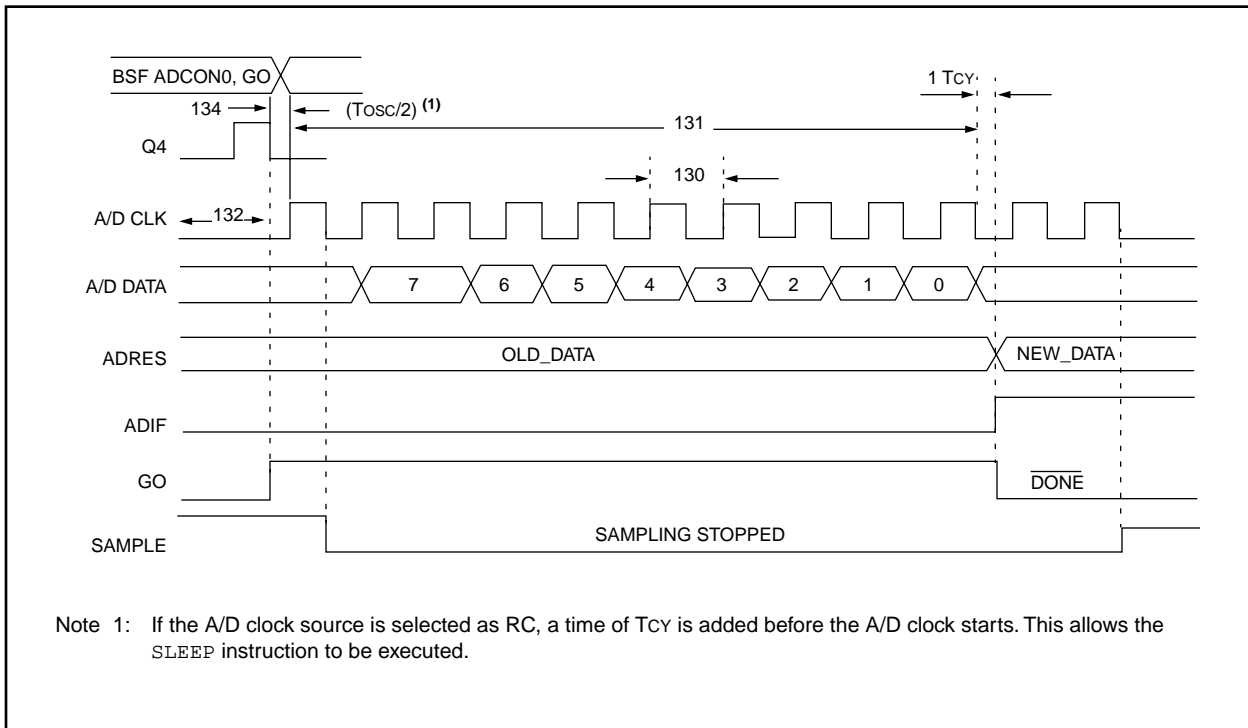 BSF ADCON0, GO
1 TCY
134
(TOSC/2) (1)
131
Q4
130
A/D CLK
132
A/D DATA
7 6 5 4 3 2 1 0
ADRES
OLD_DATA
NEW_DATA
ADIF
GO
DONE
SAMPLE
SAMPLING STOPPED
Note 1: If the A/D clock source is selected as RC, a time of TCY is added before the A/D clock starts. This allows the
SLEEP instruction to be executed.